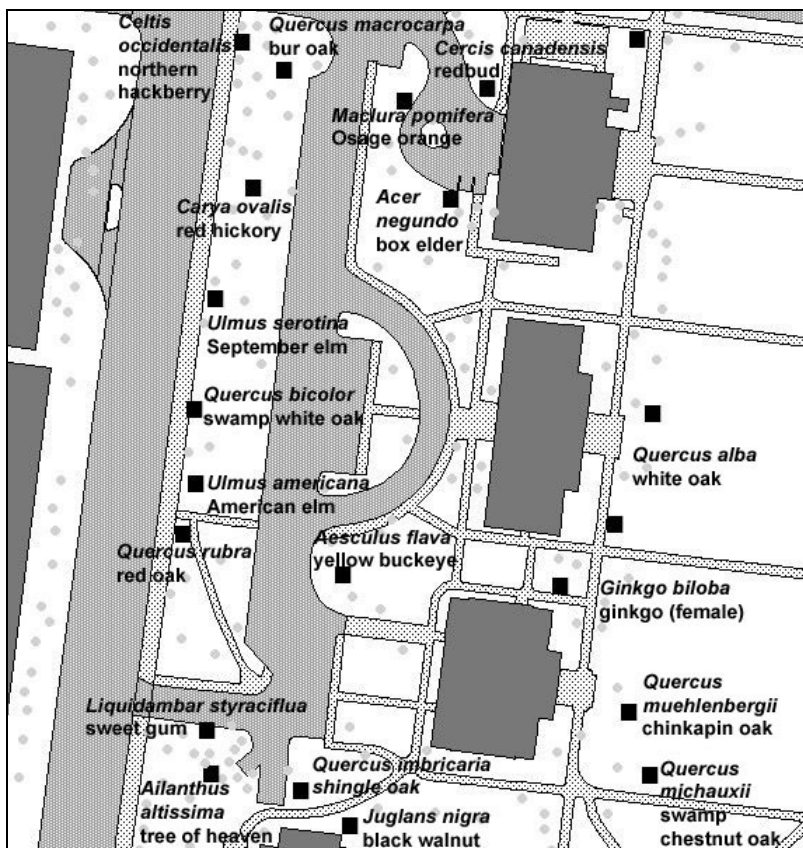 Celtis
occidentalis
northern
hackberry
Quercus macrocarpa
bur oak
Cercis canadensis
redbud
Maclura pomifera
Osage orange
Carya ovalis
red hickory
Acer
negundo
box elder
Ulmus serotina
September elm
Quercus bicolor
swamp white oak
Quercus alba
white oak
Ulmus americana
American elm
Quercus rubra
red oak
Aesculus flava
yellow buckeye
Ginkgo biloba
ginkgo (female)
Quercus
muehlenbergii
chinkapin oak
Liquidambar styraciflua
sweet gum
Quercus imbricaria
shingle oak
Quercus
michauxii
swamp
chestnut oak
Ailanthus
altissima
tree of heaven
Juglans nigra
black walnut